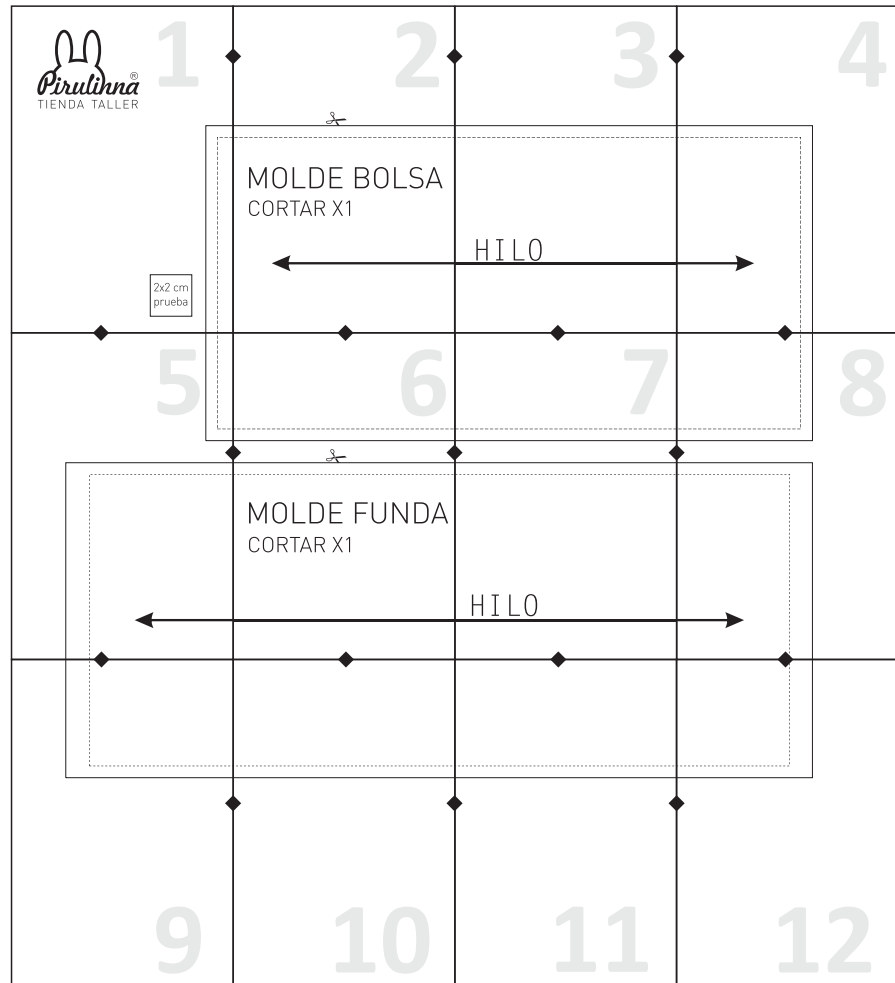 1
2
3
4
Pirulinna®
TIENDA TALLER
MOLDE BOLSA
CORTAR X1
HILO
2x2 cm
prueba
5
6
7
8
MOLDE FUNDA
CORTAR X1
HILO
9
10
11
12